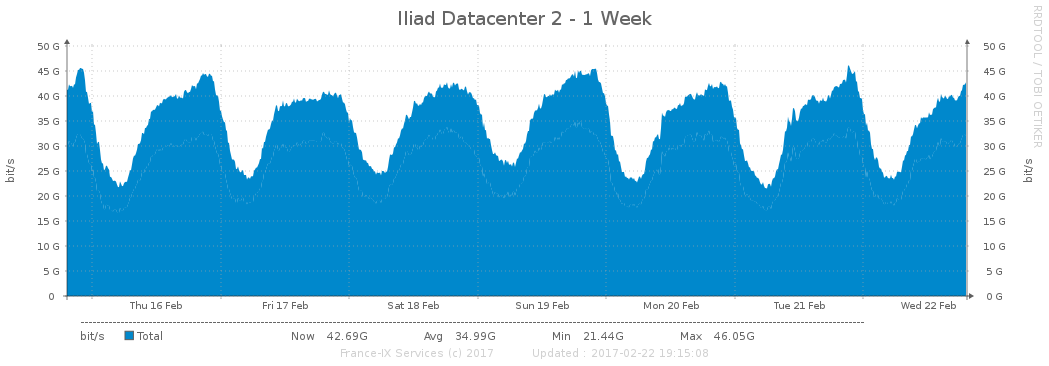 Iliad Datacenter 2 - 1 Week
RRDTOOL / TOBI OETIKER
50 G 50 G
45 G 45 G
40 G 40 G
35 G 35 G
30 G 30 G
25 G 25 G
20 G 20 G
15 G 15 G
10 G 10 G
5 G 5 G
0 0 G
bit/s bit/s
Thu 16 Feb Fri 17 Feb Sat 18 Feb Sun 19 Feb Mon 20 Feb Tue 21 Feb Wed 22 Feb
bit/s Total Now 42.69G Avg 34.99G Min 21.44G Max 46.05G
France-IX Services (c) 2017 Updated : 2017-02-22 19:15:08